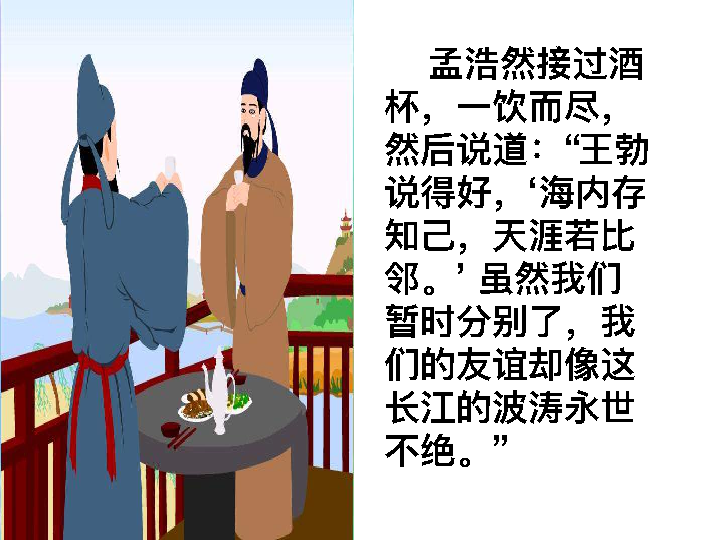 孟浩然接过酒
杯，一饮而尽，
然后说道：“王勃
说得好，‘海内存
知己，天涯若比
邻。’虽然我们
暂时分别了，我
们的友谊却像这
长江的波涛永世
不绝。”